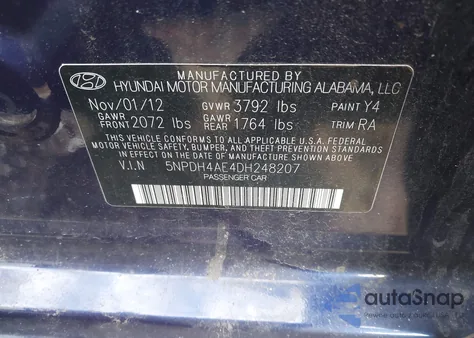 MANUFACTURED BY
HYUNDAI MOTOR MANUFACTURING ALABAMA, LLC
Nov/01/12 GVWR 3792 lbs PAINT Y4
GAWR FRONT 2072 lbs GAWR REAR 1764 lbs TRIM RA
THIS VEHICLE CONFORMS TO ALL APPLICABLE U.S.A. FEDERAL
MOTOR VEHICLE SAFETY, BUMPER, AND THEFT PREVENTION STANDARDS
IN EFFECT ON THE DATE OF MANUFACTURE SHOWN ABOVE.
V.I.N 5NPDH4AE4DH248207
PASSENGER CAR
autoSnap